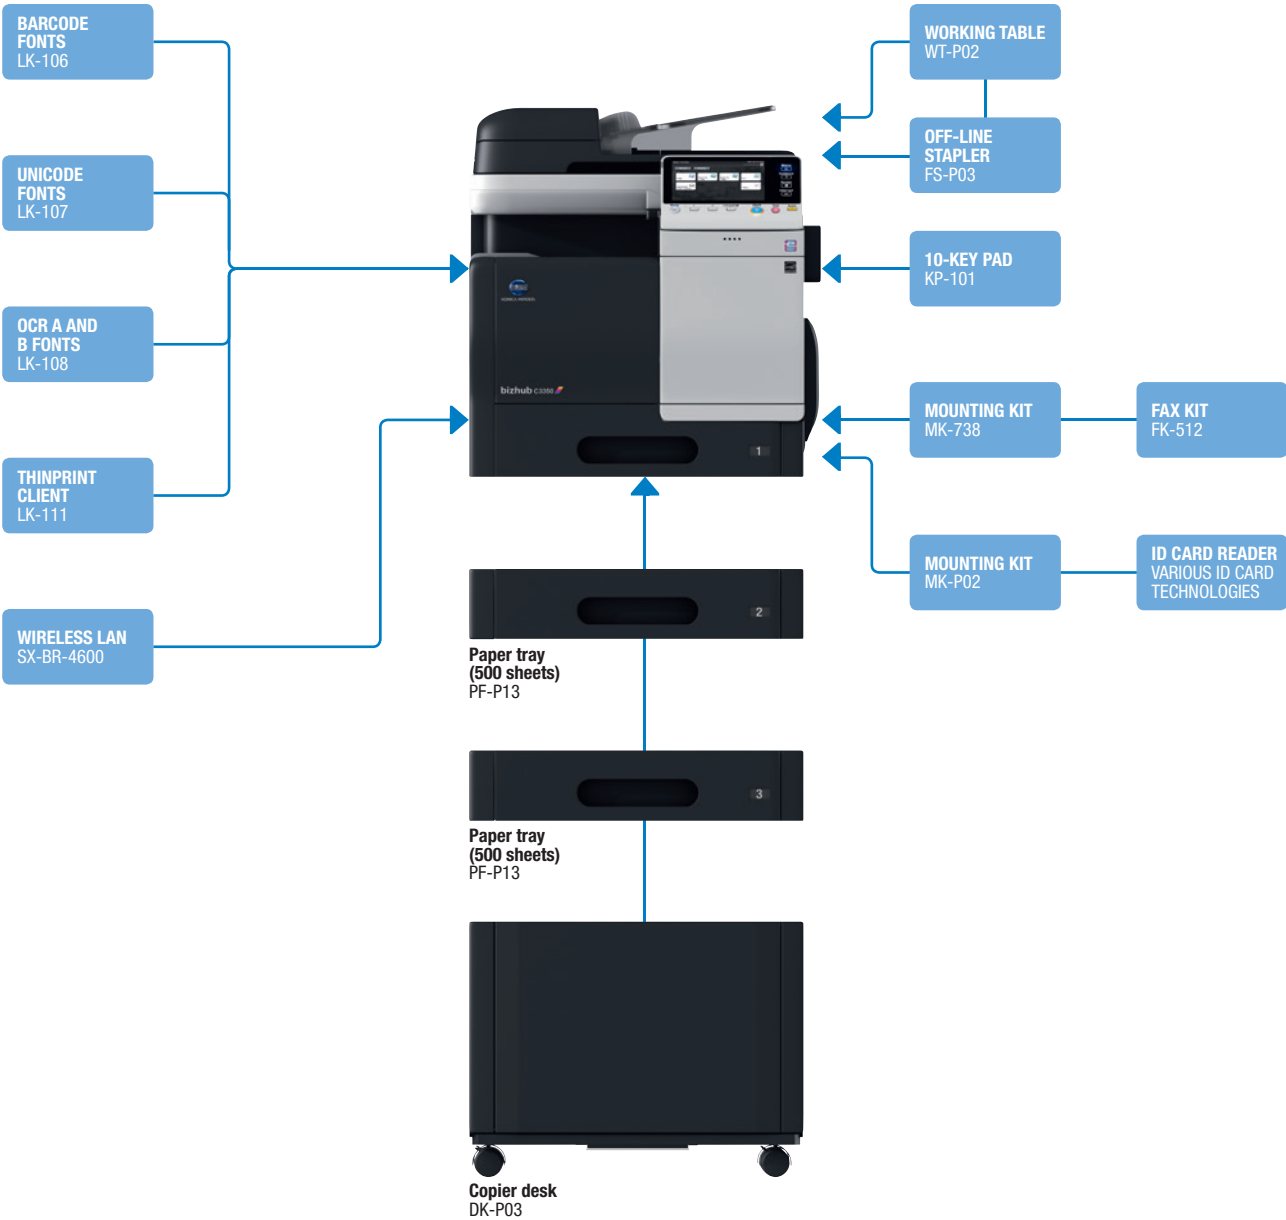 BARCODE
FONTS
LK-106
UNICODE
FONTS
LK-107
OCR A AND
B FONTS
LK-108
THINPRINT
CLIENT
LK-111
WIRELESS LAN
SX-BR-4600
WORKING TABLE
WT-P02
OFF-LINE
STAPLER
FS-P03
10-KEY PAD
KP-101
MOUNTING KIT
MK-738
FAX KIT
FK-512
MOUNTING KIT
MK-P02
ID CARD READER
VARIOUS ID CARD
TECHNOLOGIES
KONICA MINOLTA
bizhub C3350
1
2
Paper tray
(500 sheets)
PF-P13
3
Paper tray
(500 sheets)
PF-P13
Copier desk
DK-P03